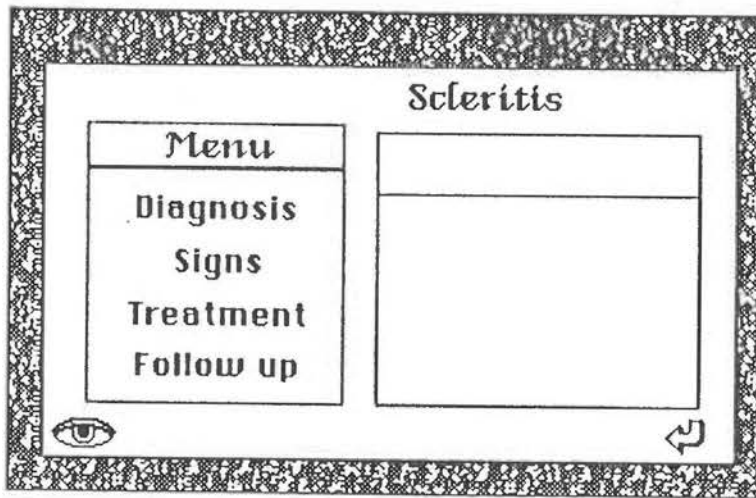 Scleritis
Menu
Diagnosis
Signs
Treatment
Follow up